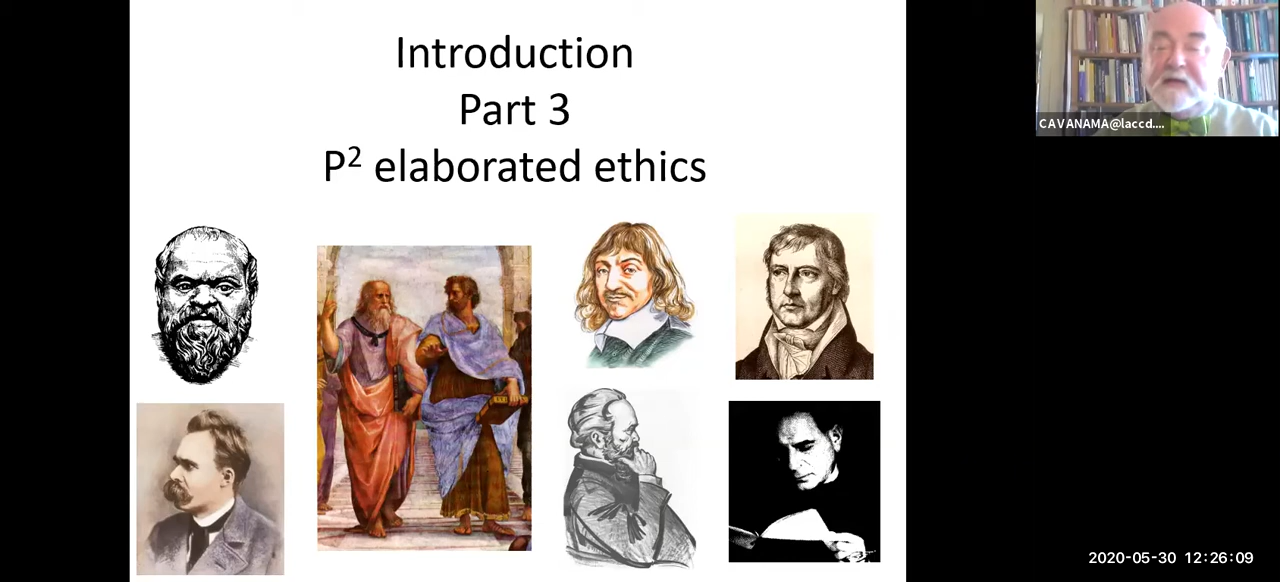 Introduction
Part 3
P² elaborated ethics
CAVANAMA@laccd....
2020-05-30 12:26:09